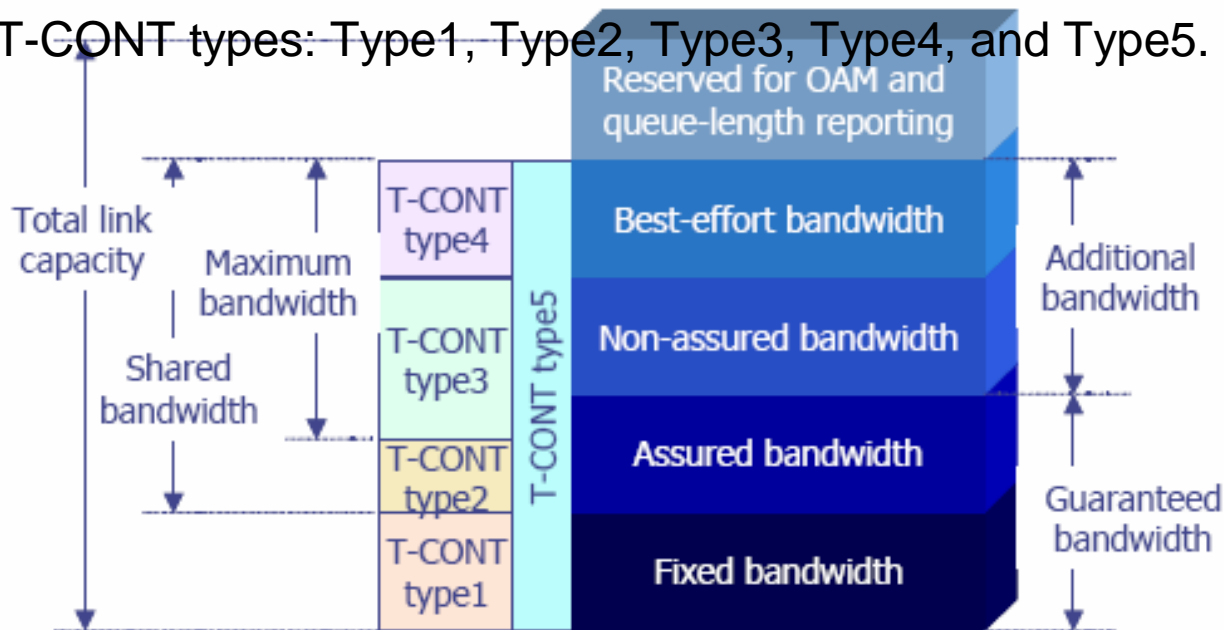 T-CONT types: Type1, Type2, Type3, Type4, and Type5.
Reserved for OAM and
queue-length reporting
Total link
capacity
Maximum
bandwidth
Shared
bandwidth
T-CONT
type4
T-CONT
type3
T-CONT
type2
T-CONT
type1
T-CONT type5
Best-effort bandwidth
Non-assured bandwidth
Assured bandwidth
Fixed bandwidth
Additional
bandwidth
Guaranteed
bandwidth